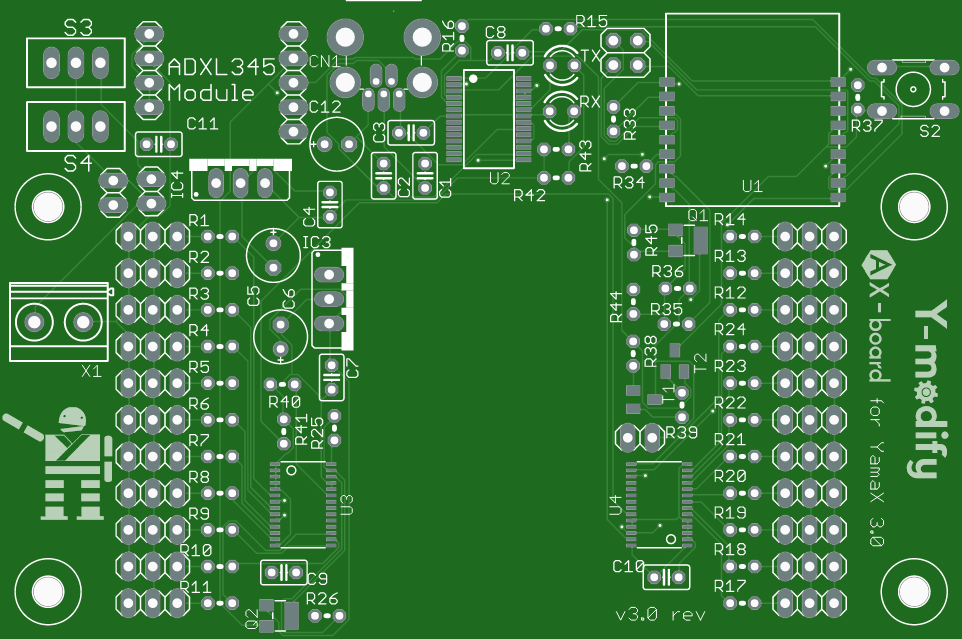 S3
ADXL345
Module
CN1
R16
C8
R15
TX
C12
C11
S4
C3
RX
R33
R37
S2
IC4
C4
C2
C1
U2
R43
R42
R34
U1
R1
IC3
R45
Q1
R14
R2
R36
R13
R3
C5
C6
R44
R35
R12
R4
R38
T2
R24
X1
R5
C7
R23
R6
R40
T1
R22
R7
R41
R25
R39
R21
R8
U3
U4
R20
R9
R19
R10
R18
R11
C9
C10
R17
Q2
R26
v3.0 rev
AX-board for YamaX 3.0
Y-modify